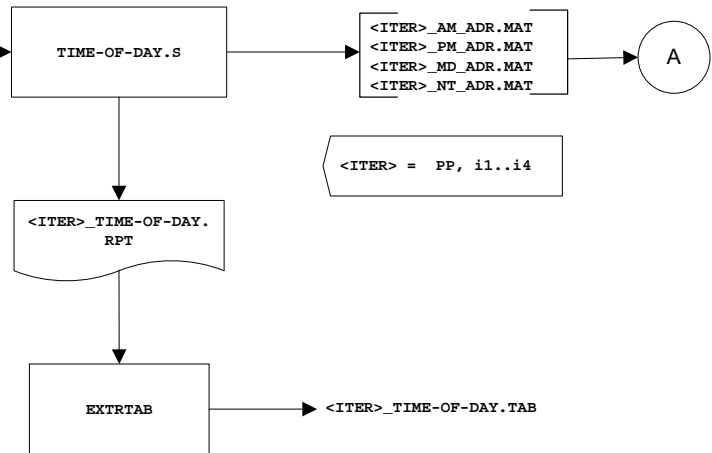 TIME-OF-DAY.S
<ITER>_AM_ADR.MAT
<ITER>_PM_ADR.MAT
<ITER>_MD_ADR.MAT
<ITER>_NT_ADR.MAT
A
<ITER> = PP, i1..i4
<ITER>_TIME-OF-DAY.
RPT
EXTRTAB
<ITER>_TIME-OF-DAY.TAB